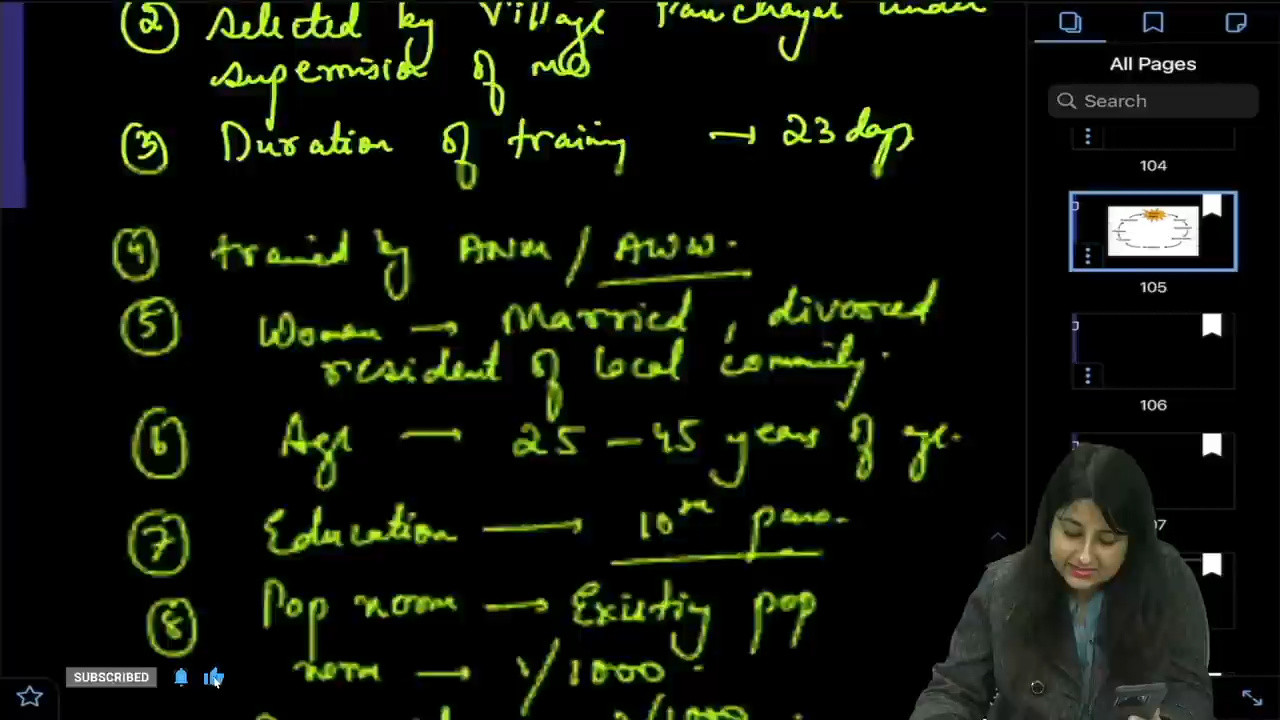 ② Selected by Village Panchayat under
supervision of mo
③ Duration of training → 23 days
④ trained by ANM / AWW.
⑤ Women → Married, divorced
resident of local community.
⑥ Age → 25 - 45 years of age.
⑦ Education → 10th pass.
⑧ Pop norm → Existing pop
norm → 1/1000.
2/1000
SUBSCRIBED
All Pages
Search
104
105
106